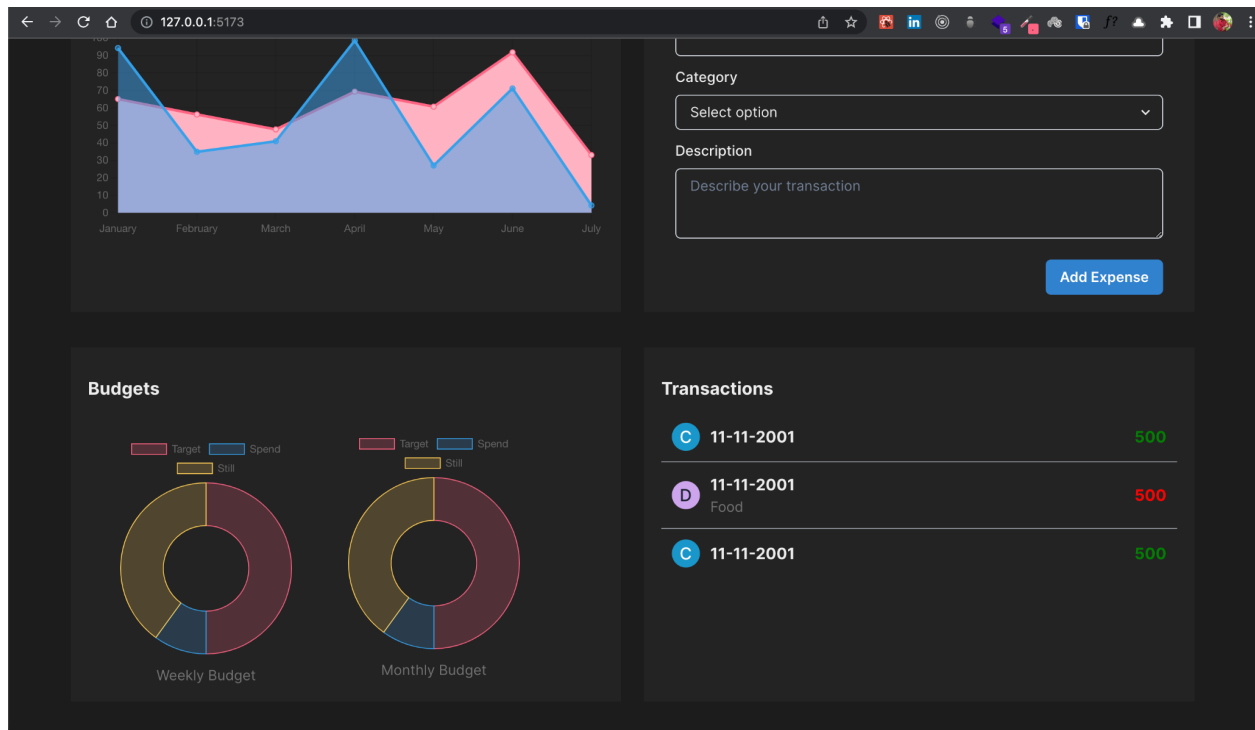 127.0.0.1:5173
5
100
90
80
70
60
50
40
30
20
10
0
January February March April May June July
Category
Select option
Description
Describe your transaction
Add Expense
Budgets
Target Spend
Still
Weekly Budget
Target Spend
Still
Monthly Budget
Transactions
C 11-11-2001 500
D 11-11-2001 500
Food
C 11-11-2001 500